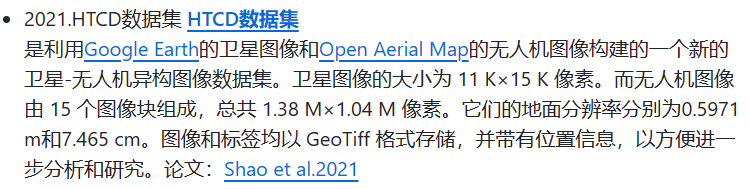 • 2021.HTCD数据集 HTCD数据集
是利用Google Earth的卫星图像和Open Aerial Map的无人机图像构建的一个新的
卫星-无人机异构图像数据集。卫星图像的大小为 11 K×15 K 像素。而无人机图像
由 15 个图像块组成，总共 1.38 M×1.04 M 像素。它们的地面分辨率分别为0.5971
m和7.465 cm。图像和标签均以 GeoTiff 格式存储，并带有位置信息，以方便进一
步分析和研究。论文：Shao et al.2021